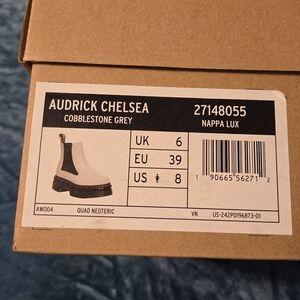 AUDRICK CHELSEA
COBBLESTONE GREY
27148055
NAPPA LUX
UK 6
EU 39
US 8
1 90665 56271 2
AW004
QUAD NEOTERIC
VN
US-242P0196873-01